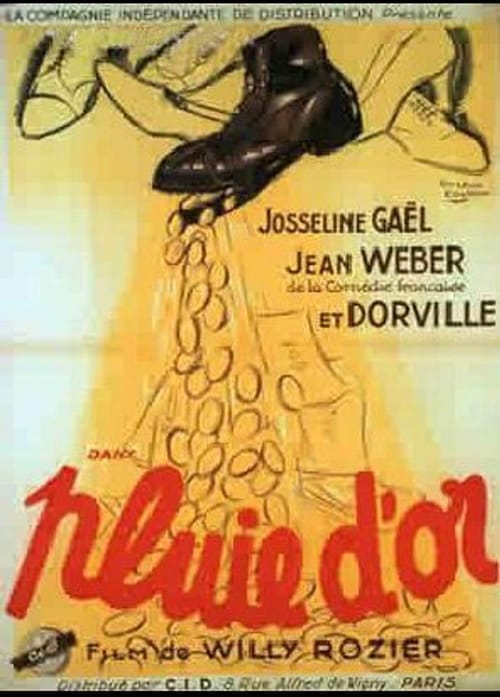 LA COMPAGNIE INDÉPENDANTE DE DISTRIBUTION Présente
JOSSELINE GAËL
JEAN WEBER
de la Comédie française
ET DORVILLE
DANS
Pluie d'or
FILM de WILLY ROZIER
Distribué par C.I.D. 8 Rue Alfred de Vigny. PARIS